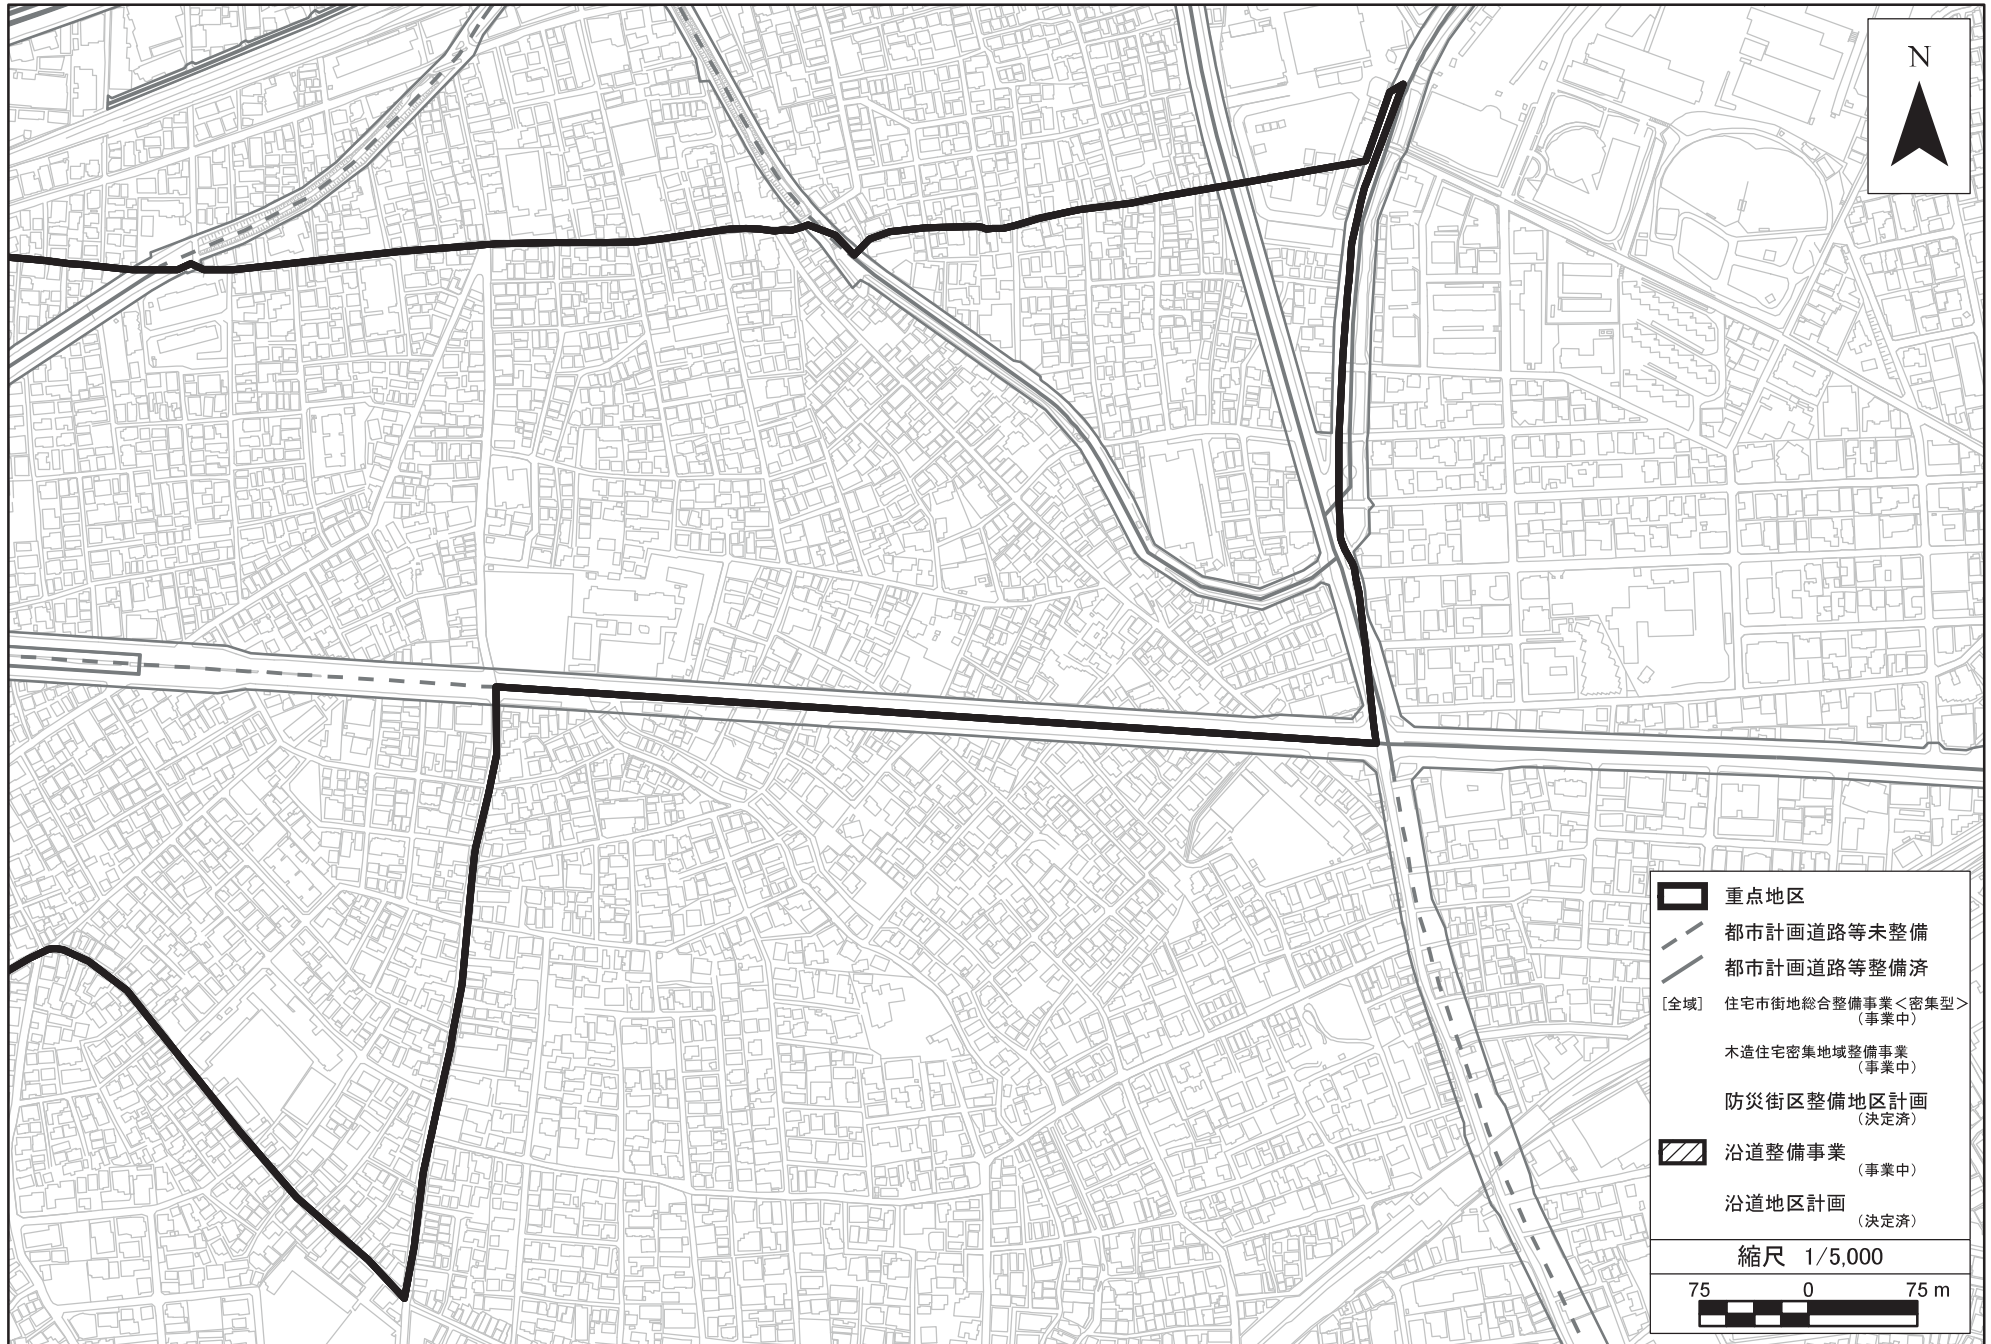 N
重点地区
都市計画道路等未整備
都市計画道路等整備済
[全域] 住宅市街地総合整備事業<密集型>
(事業中)
木造住宅密集地域整備事業
(事業中)
防災街区整備地区計画
(決定済)
沿道整備事業
(事業中)
沿道地区計画
(決定済)
縮尺 1/5,000
75 0 75 m